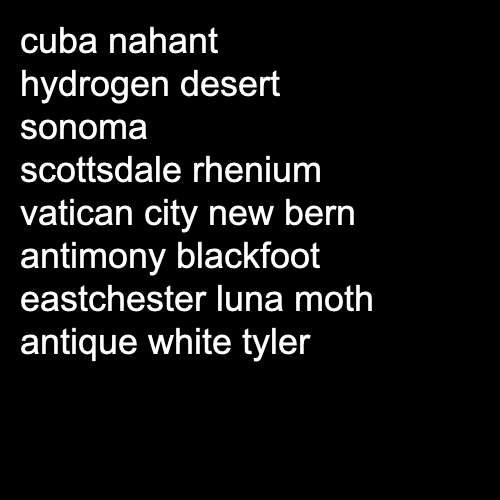 cuba nahant
hydrogen desert
sonoma
scottsdale rhenium
vatican city new bern
antimony blackfoot
eastchester luna moth
antique white tyler